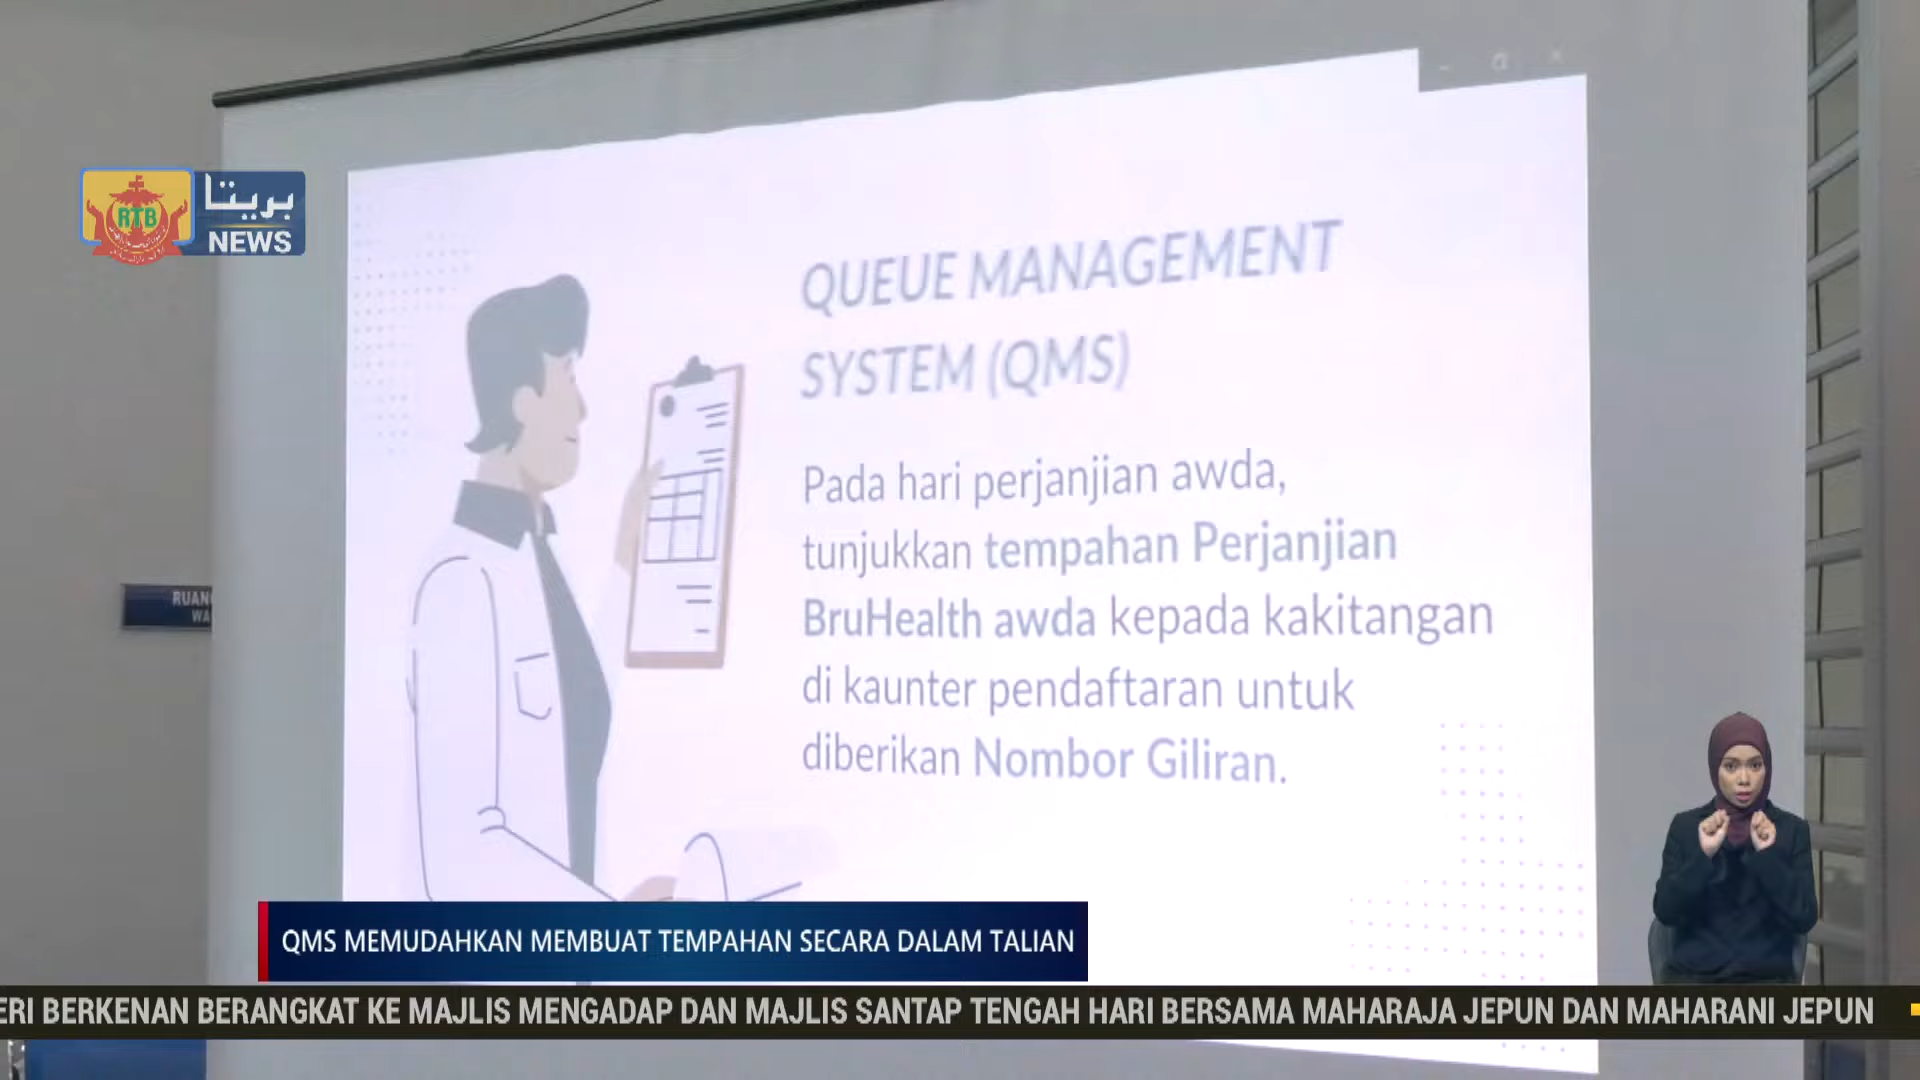 بريتا
RTB
NEWS
QUEUE MANAGEMENT
SYSTEM (QMS)
Pada hari perjanjian awda,
tunjukkan tempahan Perjanjian
BruHealth awda kepada kakitangan
di kaunter pendaftaran untuk
diberikan Nombor Giliran.
QMS MEMUDAHKAN MEMBUAT TEMPAHAN SECARA DALAM TALIAN
ERI BERKENAN BERANGKAT KE MAJLIS MENGADAP DAN MAJLIS SANTAP TENGAH HARI BERSAMA MAHARAJA JEPUN DAN MAHARANI JEPUN